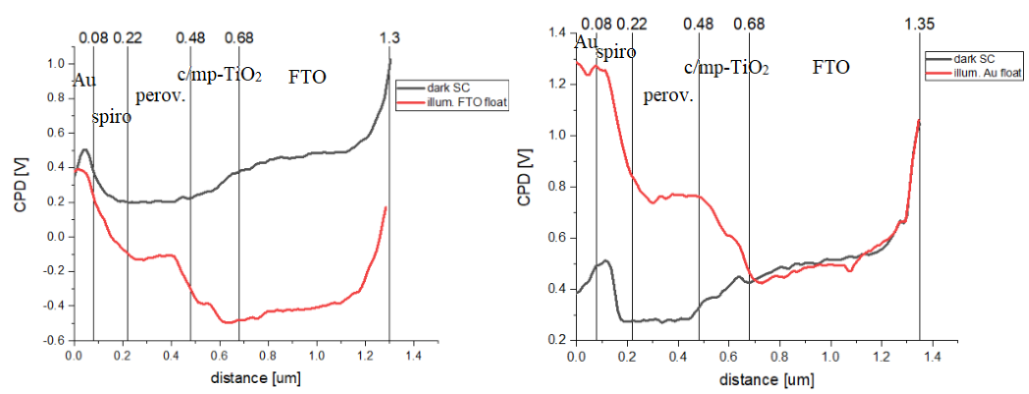 0.08 0.22 0.48 0.68 1.3
Au
spiro
perov.
c/mp-TiO2
FTO
dark SC
illum. FTO float
1.0
0.8
0.6
0.4
0.2
0.0
-0.2
-0.4
-0.6
CPD [V]
0.0 0.2 0.4 0.6 0.8 1.0 1.2 1.4
distance [um]
0.08 0.22 0.48 0.68 1.35
Au
spiro
perov.
c/mp-TiO2
FTO
dark SC
illum. Au float
1.4
1.2
1.0
0.8
0.6
0.4
0.2
CPD [V]
0.0 0.2 0.4 0.6 0.8 1.0 1.2 1.4
distance [um]